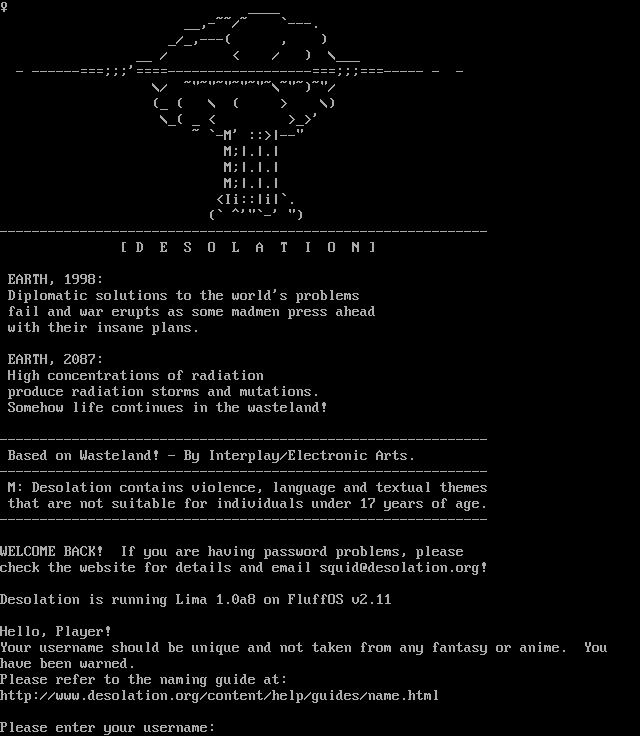 [ D E S O L A T I O N ]
EARTH, 1998:
Diplomatic solutions to the world's problems
fail and war erupts as some madmen press ahead
with their insane plans.
EARTH, 2087:
High concentrations of radiation
produce radiation storms and mutations.
Somehow life continues in the wasteland!
Based on Wasteland! - By Interplay/Electronic Arts.
M: Desolation contains violence, language and textual themes
that are not suitable for individuals under 17 years of age.
WELCOME BACK!  If you are having password problems, please
check the website for details and email squid@desolation.org!
Desolation is running Lima 1.0a8 on FluffOS v2.11
Hello, Player!
Your username should be unique and not taken from any fantasy or anime.  You
have been warned.
Please refer to the naming guide at:
http://www.desolation.org/content/help/guides/name.html
Please enter your username: